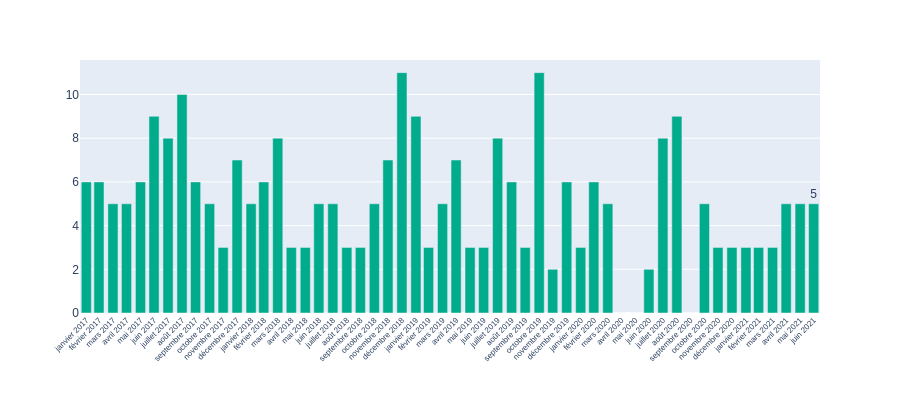 10
8
6
4
2
0
5
janvier 2017
février 2017
mars 2017
avril 2017
mai 2017
juin 2017
juillet 2017
août 2017
septembre 2017
octobre 2017
novembre 2017
décembre 2017
janvier 2018
février 2018
mars 2018
avril 2018
mai 2018
juin 2018
juillet 2018
août 2018
septembre 2018
octobre 2018
novembre 2018
décembre 2018
janvier 2019
février 2019
mars 2019
avril 2019
mai 2019
juin 2019
juillet 2019
août 2019
septembre 2019
octobre 2019
novembre 2019
décembre 2019
janvier 2020
février 2020
mars 2020
avril 2020
mai 2020
juin 2020
juillet 2020
août 2020
septembre 2020
octobre 2020
novembre 2020
décembre 2020
janvier 2021
février 2021
mars 2021
avril 2021
mai 2021
juin 2021